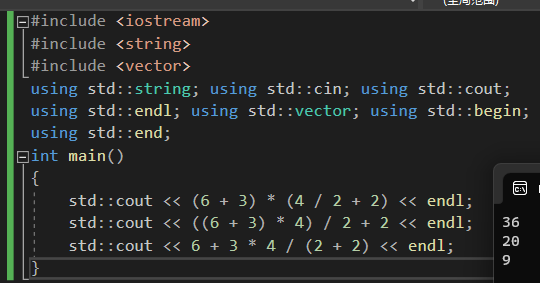 (全局范围)
#include <iostream>
#include <string>
#include <vector>
using std::string; using std::cin; using std::cout;
using std::endl; using std::vector; using std::begin;
using std::end;
int main()
{
    std::cout << (6 + 3) * (4 / 2 + 2) << endl;
    std::cout << ((6 + 3) * 4) / 2 + 2 << endl;
    std::cout << 6 + 3 * 4 / (2 + 2) << endl;
}
36
20
9